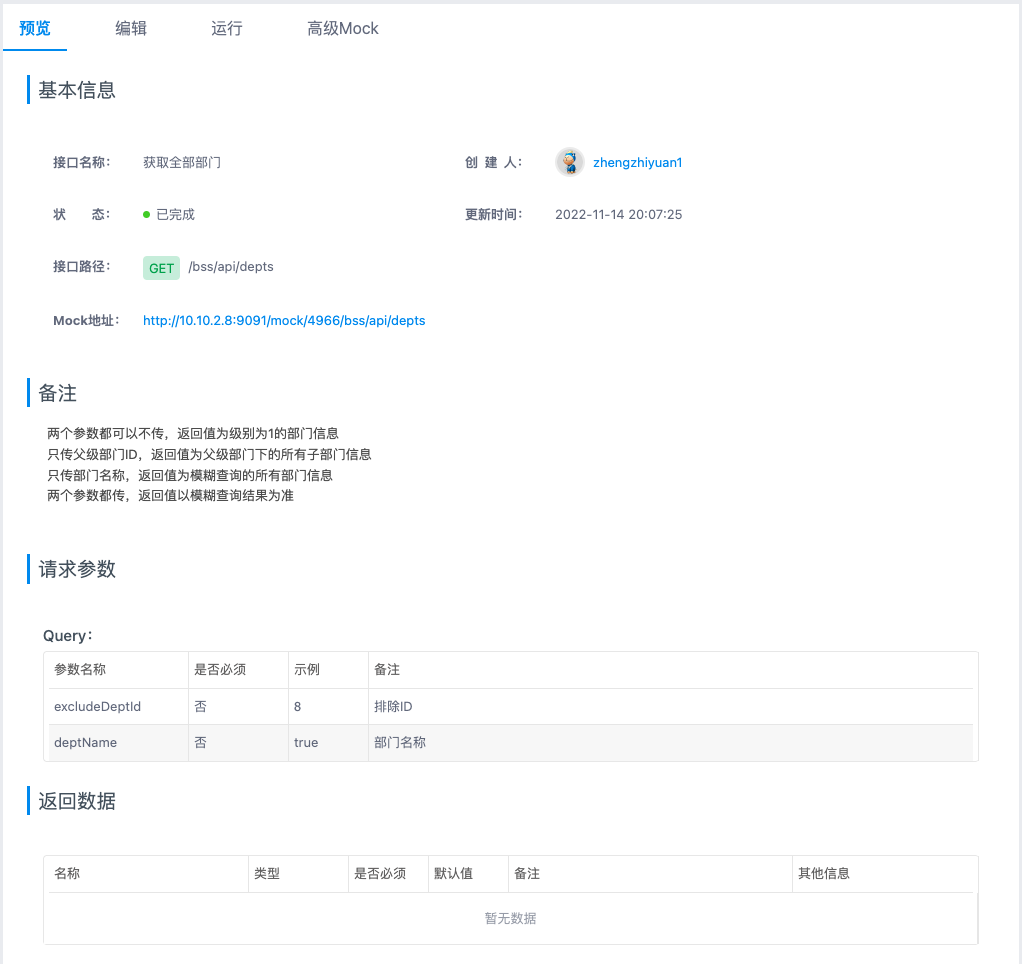 预览 编辑 运行 高级Mock
基本信息
接口名称: 获取全部部门 创 建 人: zhengzhiyuan1
状 态: 已完成 更新时间: 2022-11-14 20:07:25
接口路径: GET /bss/api/depts
Mock地址: http://10.10.2.8:9091/mock/4966/bss/api/depts
备注
两个参数都可以不传，返回值为级别为1的部门信息
只传父级部门ID，返回值为父级部门下的所有子部门信息
只传部门名称，返回值为模糊查询的所有部门信息
两个参数都传，返回值以模糊查询结果为准
请求参数
Query：
参数名称 是否必须 示例 备注
excludeDeptId 否 8 排除ID
deptName 否 true 部门名称
返回数据
名称 类型 是否必须 默认值 备注 其他信息
暂无数据